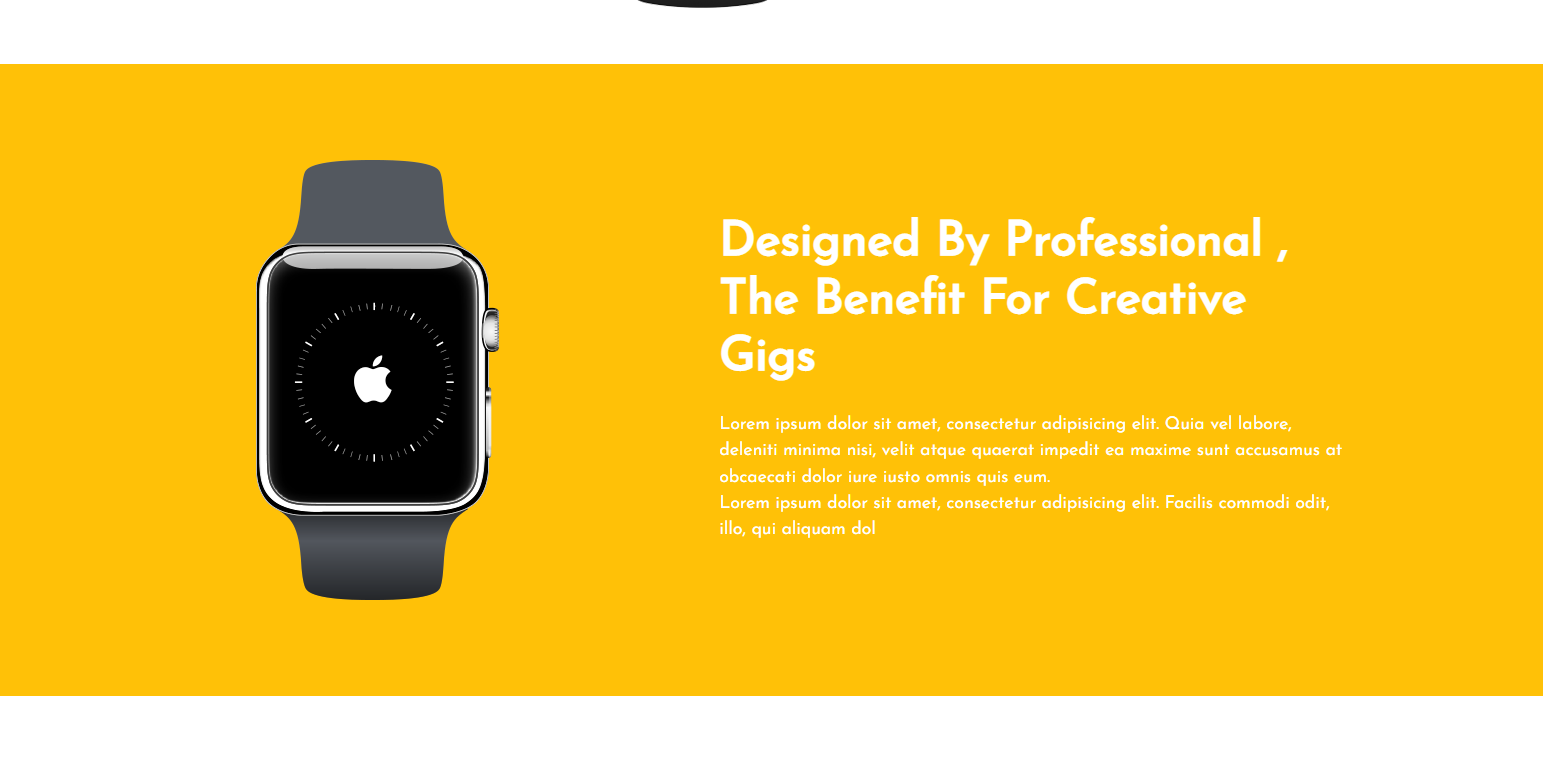 Designed By Professional ,
The Benefit For Creative
Gigs
Lorem ipsum dolor sit amet, consectetur adipisicing elit. Quia vel labore,
deleniti minima nisi, velit atque quaerat impedit ea maxime sunt accusamus at
obcaecati dolor iure iusto omnis quis eum.
Lorem ipsum dolor sit amet, consectetur adipisicing elit. Facilis commodi odit,
illo, qui aliquam dol